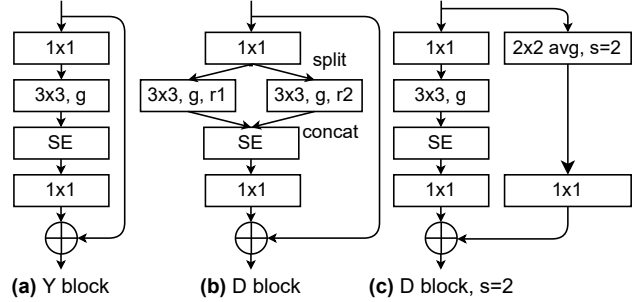 1x1
3x3, g
SE
1x1
(a) Y block
1x1
split
3x3, g, r1
3x3, g, r2
concat
SE
1x1
(b) D block
1x1
2x2 avg, s=2
3x3, g
SE
1x1
1x1
(c) D block, s=2